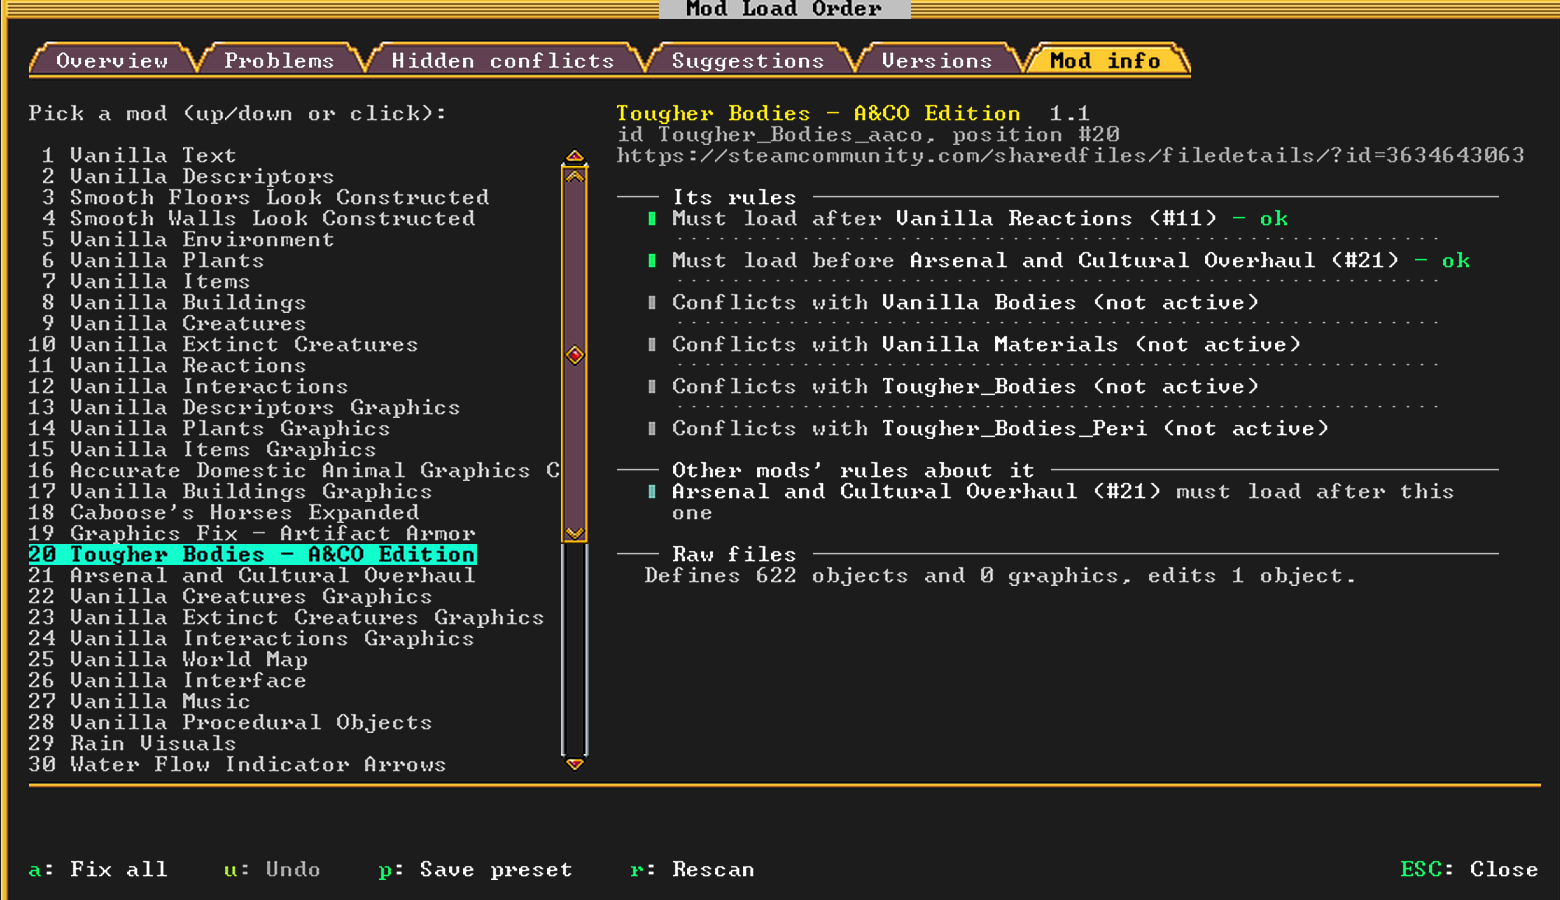 Mod Load Order
Overview Problems Hidden conflicts Suggestions Versions Mod info
Pick a mod (up/down or click):
1 Vanilla Text
2 Vanilla Descriptors
3 Smooth Floors Look Constructed
4 Smooth Walls Look Constructed
5 Vanilla Environment
6 Vanilla Plants
7 Vanilla Items
8 Vanilla Buildings
9 Vanilla Creatures
10 Vanilla Extinct Creatures
11 Vanilla Reactions
12 Vanilla Interactions
13 Vanilla Descriptors Graphics
14 Vanilla Plants Graphics
15 Vanilla Items Graphics
16 Accurate Domestic Animal Graphics C
17 Vanilla Buildings Graphics
18 Caboose's Horses Expanded
19 Graphics Fix - Artifact Armor
20 Tougher Bodies - A&CO Edition
21 Arsenal and Cultural Overhaul
22 Vanilla Creatures Graphics
23 Vanilla Extinct Creatures Graphics
24 Vanilla Interactions Graphics
25 Vanilla World Map
26 Vanilla Interface
27 Vanilla Music
28 Vanilla Procedural Objects
29 Rain Visuals
30 Water Flow Indicator Arrows
Tougher Bodies - A&CO Edition 1.1
id Tougher_Bodies_aaco, position #20
https://steamcommunity.com/sharedfiles/filedetails/?id=3634643063
Its rules
Must load after Vanilla Reactions (#11) - ok
Must load before Arsenal and Cultural Overhaul (#21) - ok
Conflicts with Vanilla Bodies (not active)
Conflicts with Vanilla Materials (not active)
Conflicts with Tougher_Bodies (not active)
Conflicts with Tougher_Bodies_Peri (not active)
Other mods' rules about it
Arsenal and Cultural Overhaul (#21) must load after this
one
Raw files
Defines 622 objects and 0 graphics, edits 1 object.
a: Fix all u: Undo p: Save preset r: Rescan ESC: Close